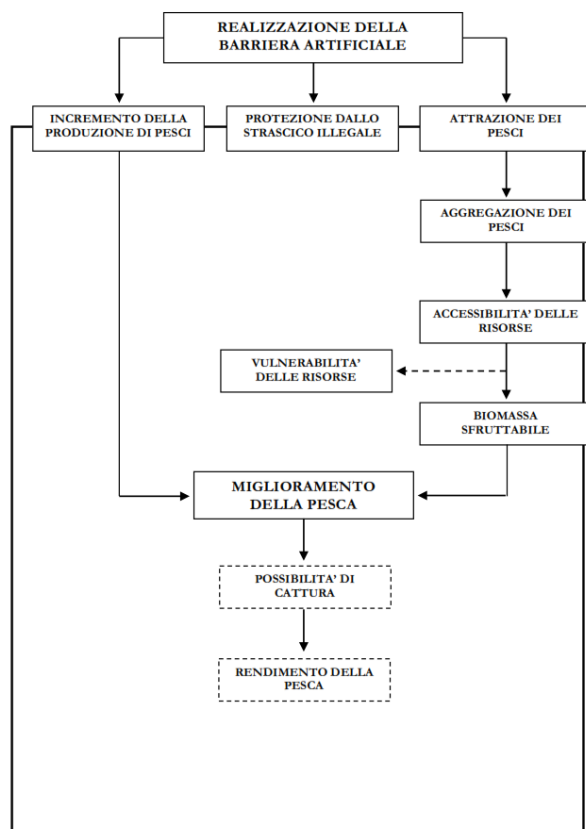 REALIZZAZIONE DELLA
BARRIERA ARTIFICIALE
INCREMENTO DELLA
PRODUZIONE DI PESCI
PROTEZIONE DALLO
STRASCICO ILLEGALE
ATTRAZIONE DEI
PESCI
AGGREGAZIONE DEI
PESCI
ACCESSIBILITA’ DELLE
RISORSE
VULNERABILITA’
DELLE RISORSE
BIOMASSA
SFRUTTABILE
MIGLIORAMENTO
DELLA PESCA
POSSIBILITA’ DI
CATTURA
RENDIMENTO DELLA
PESCA